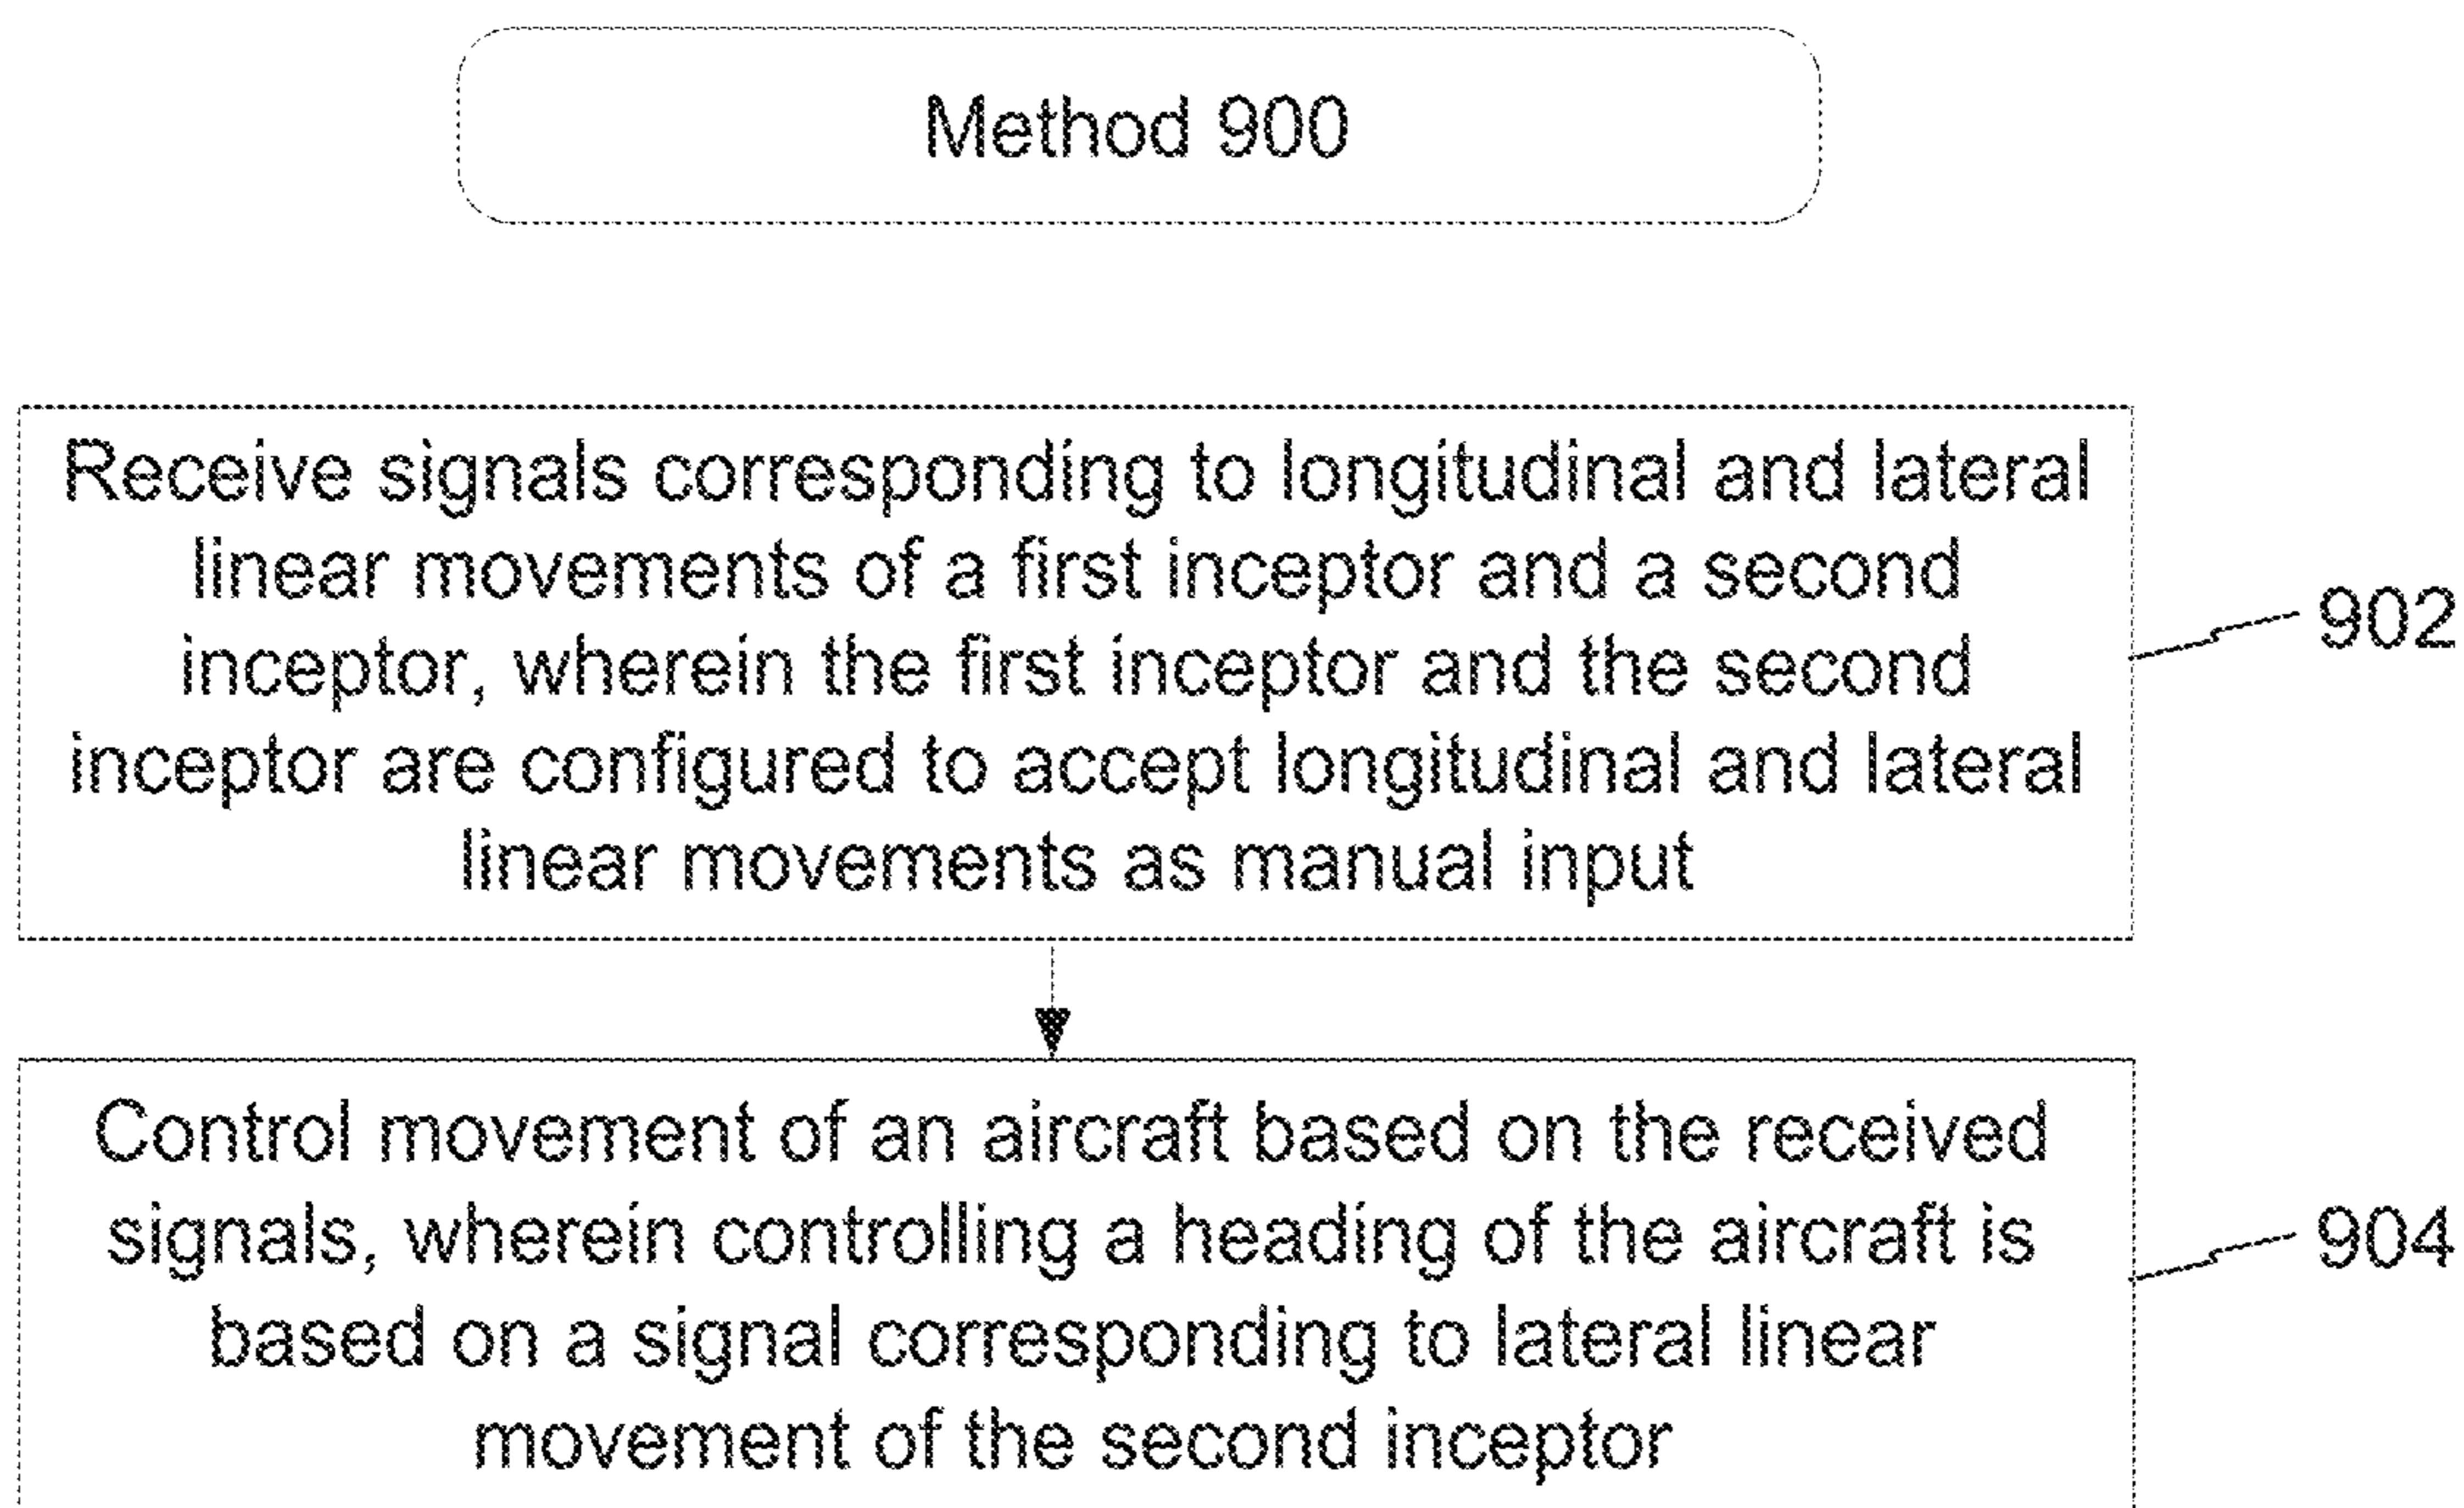 Method 900
Receive signals corresponding to longitudinal and lateral
linear movements of a first inceptor and a second
inceptor, wherein the first inceptor and the second
inceptor are configured to accept longitudinal and lateral
linear movements as manual input
902
Control movement of an aircraft based on the received
signals, wherein controlling a heading of the aircraft is
based on a signal corresponding to lateral linear
movement of the second inceptor
904